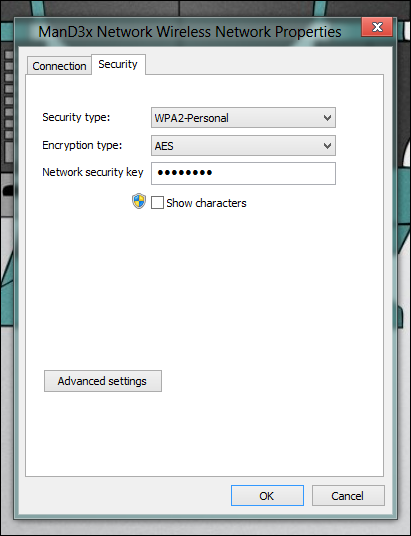 ManD3x Network Wireless Network Properties
Connection
Security
Security type:
WPA2-Personal
Encryption type:
AES
Network security key
••••••••
Show characters
Advanced settings
OK
Cancel